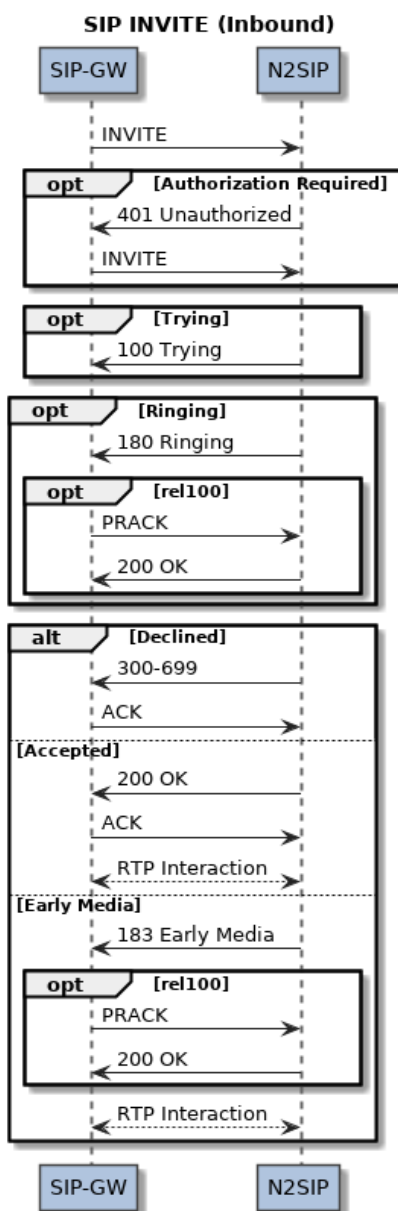 SIP INVITE (Inbound)
SIP-GW N2SIP
INVITE
opt [Authorization Required]
401 Unauthorized
INVITE
opt [Trying]
100 Trying
opt [Ringing]
180 Ringing
opt [rel100]
PRACK
200 OK
alt [Declined]
300-699
ACK
[Accepted]
200 OK
ACK
RTP Interaction
[Early Media]
183 Early Media
opt [rel100]
PRACK
200 OK
RTP Interaction
SIP-GW N2SIP